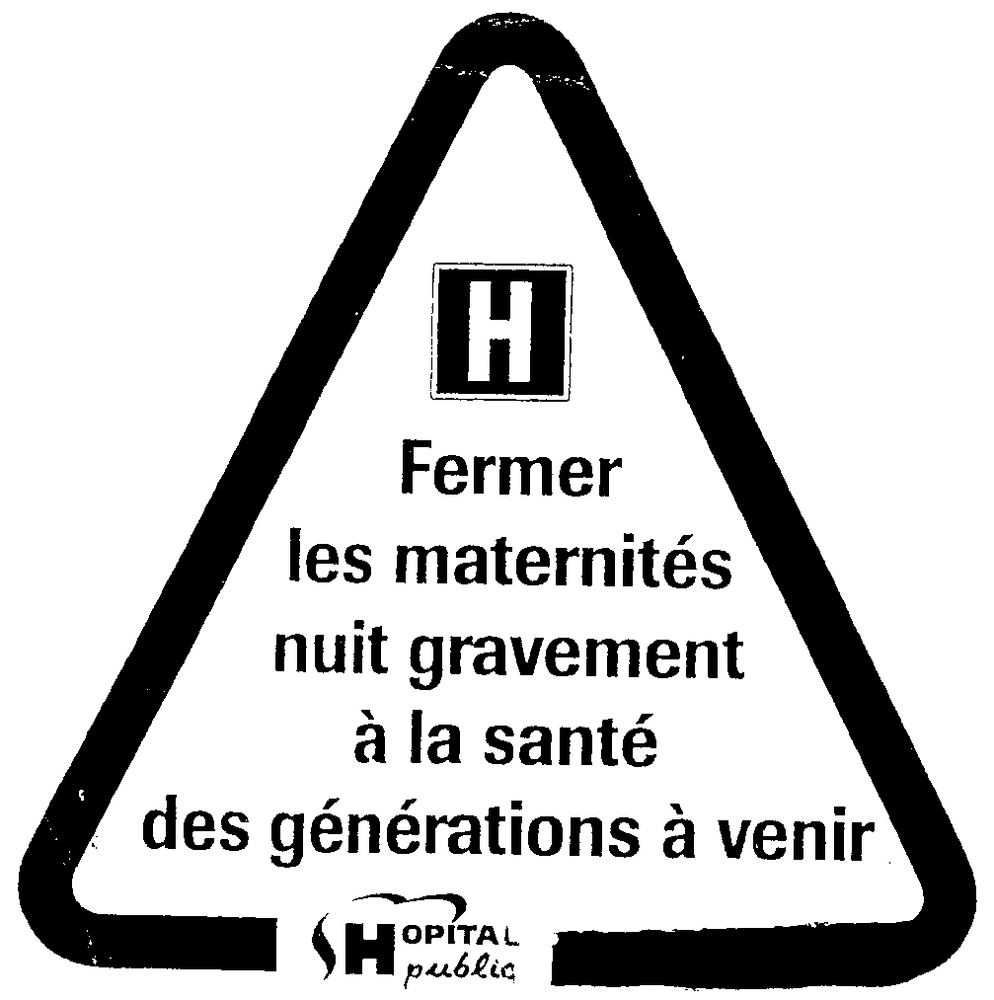 H
Fermer
les maternités
nuit gravement
à la santé
des générations à venir
HOPITAL
public